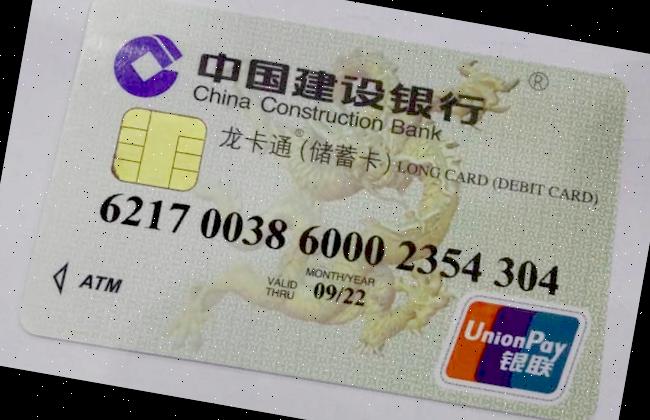 中国建设银行
China Construction Bank
龙卡通®(储蓄卡) LONG CARD (DEBIT CARD)
®
6217 0038 6000 2354 304
MONTH/YEAR
VALID THRU 09/22
ATM
UnionPay
银联